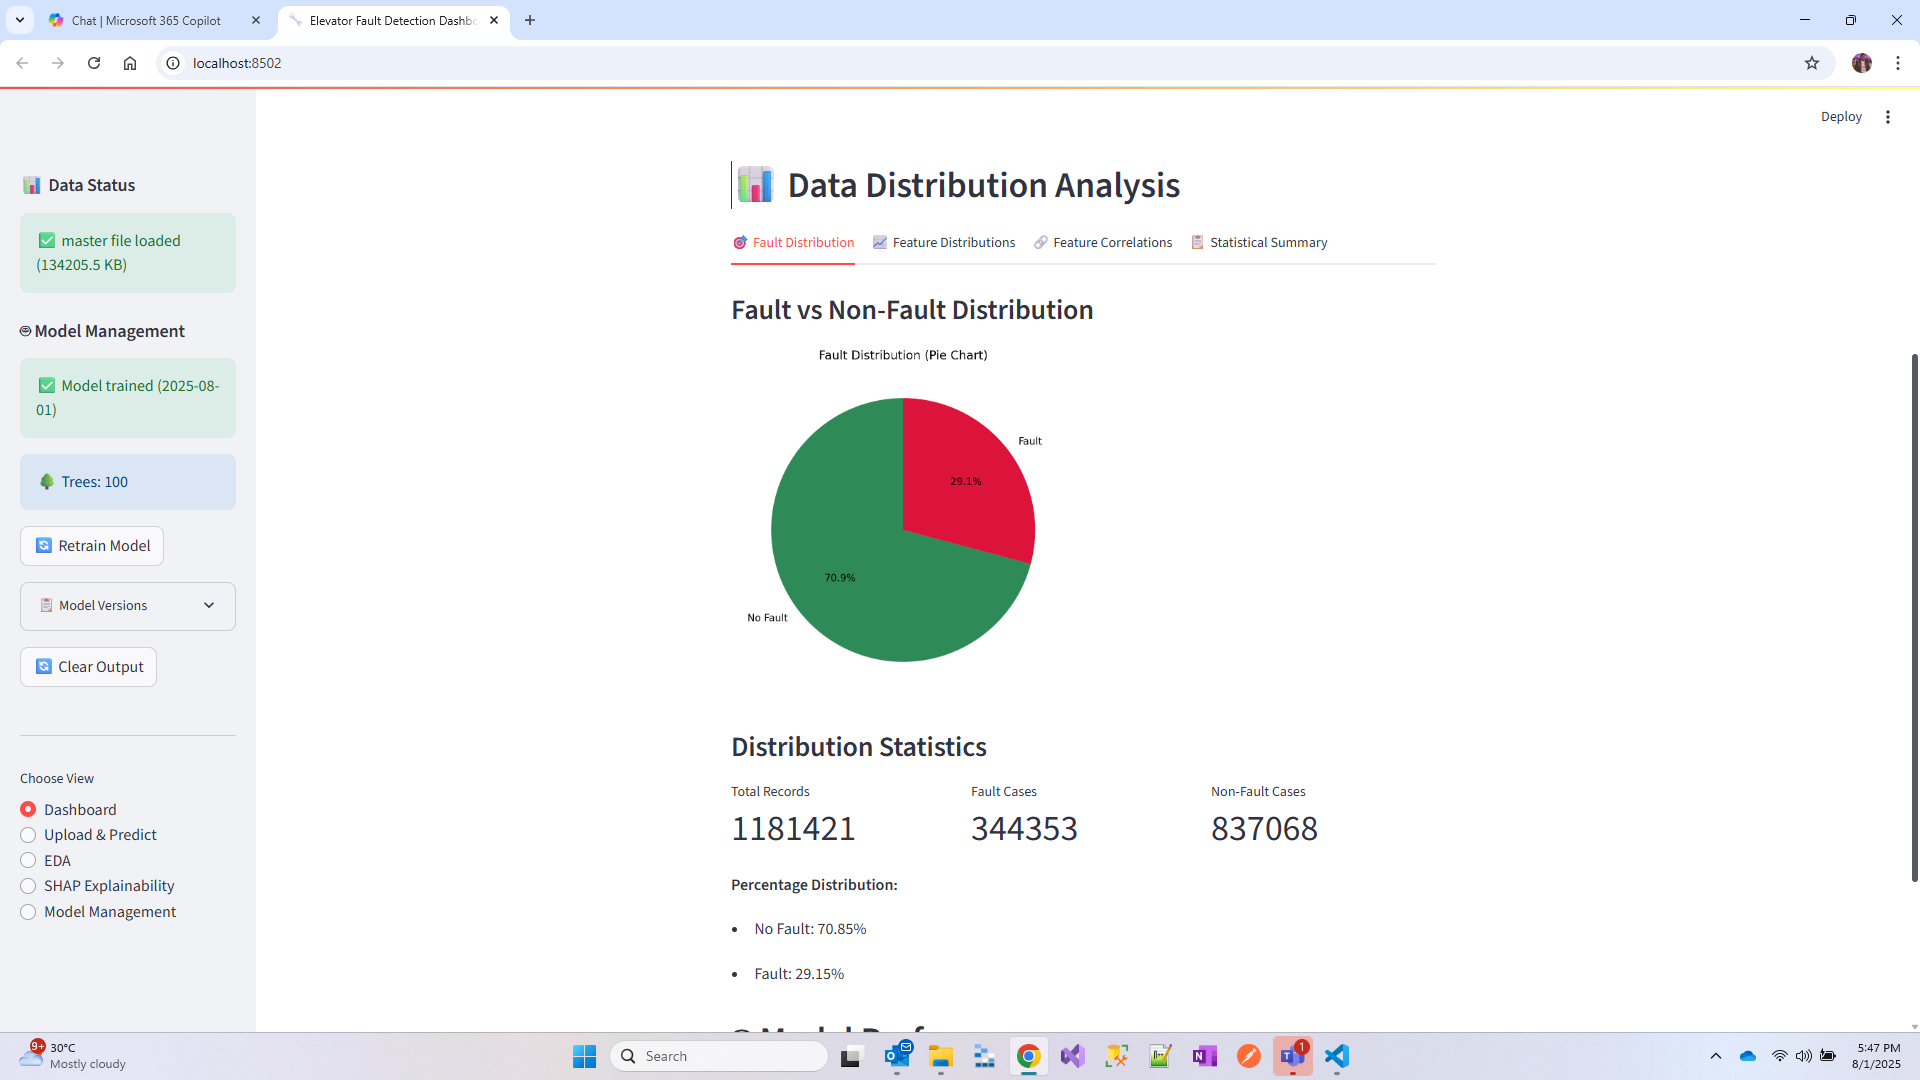 Chat | Microsoft 365 Copilot
Elevator Fault Detection Dashb
localhost:8502
Deploy
Data Status
master file loaded
(134205.5 KB)
Model Management
Model trained (2025-08-
01)
Trees: 100
Retrain Model
Model Versions
Clear Output
Choose View
Dashboard
Upload & Predict
EDA
SHAP Explainability
Model Management
Data Distribution Analysis
Fault Distribution
Feature Distributions
Feature Correlations
Statistical Summary
Fault vs Non-Fault Distribution
Fault Distribution (Pie Chart)
Fault
29.1%
70.9%
No Fault
Distribution Statistics
Total Records
Fault Cases
Non-Fault Cases
1181421
344353
837068
Percentage Distribution:
• No Fault: 70.85%
• Fault: 29.15%
9+
30°C
Mostly cloudy
Search
1
5:47 PM
8/1/2025